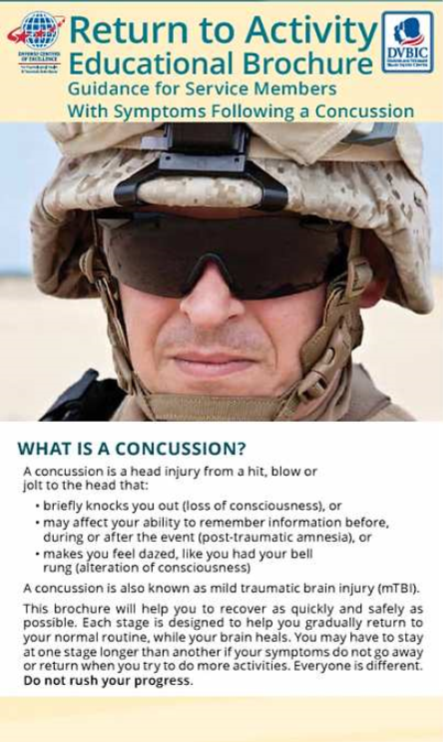 Return to Activity
Educational Brochure
Guidance for Service Members
With Symptoms Following a Concussion
DEFENSE CENTERS
OF EXCELLENCE
DVBIC
WHAT IS A CONCUSSION?
A concussion is a head injury from a hit, blow or
jolt to the head that:
• briefly knocks you out (loss of consciousness), or
• may affect your ability to remember information before,
during or after the event (post-traumatic amnesia), or
• makes you feel dazed, like you had your bell
rung (alteration of consciousness)
A concussion is also known as mild traumatic brain injury (mTBI).
This brochure will help you to recover as quickly and safely as
possible. Each stage is designed to help you gradually return to
your normal routine, while your brain heals. You may have to stay
at one stage longer than another if your symptoms do not go away
or return when you try to do more activities. Everyone is different.
Do not rush your progress.